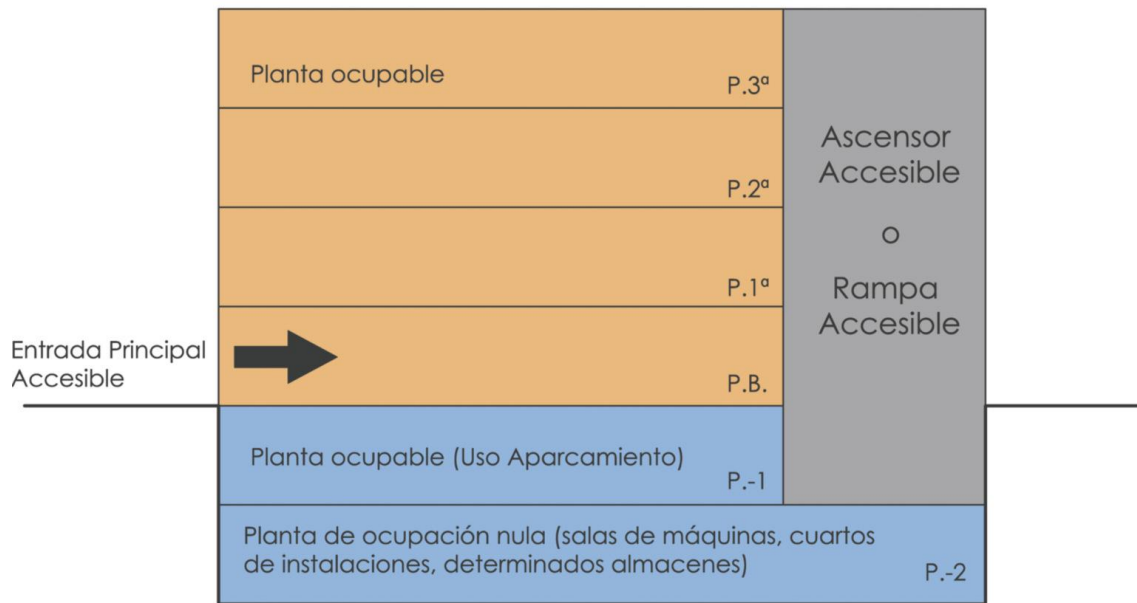 Planta ocupable
P.3ª
Ascensor
Accesible
o
Rampa
Accesible
P.2ª
P.1ª
Entrada Principal
Accesible
P.B.
Planta ocupable (Uso Aparcamiento)
P.-1
Planta de ocupación nula (salas de máquinas, cuartos
de instalaciones, determinados almacenes)
P.-2